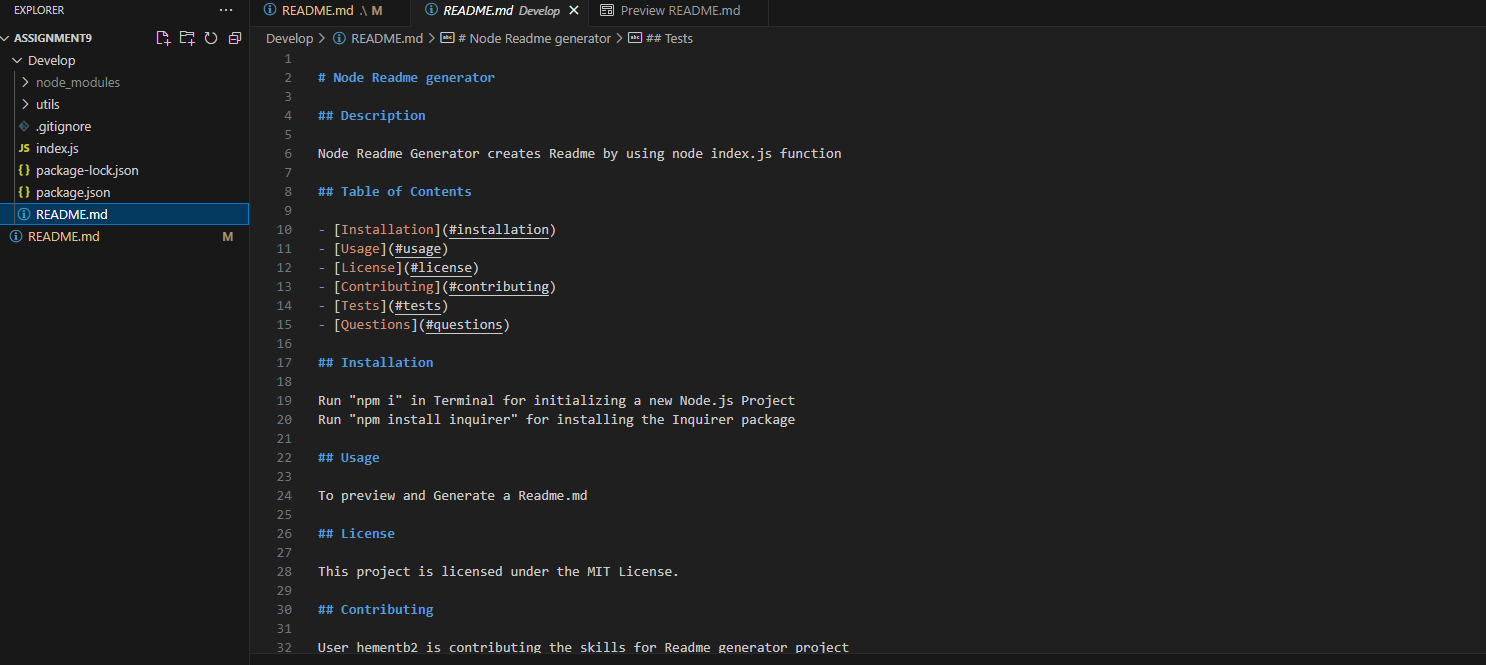 EXPLORER ···
ASSIGNMENT9
Develop
node_modules
utils
.gitignore
JS index.js
{} package-lock.json
{} package.json
README.md
README.md M
README.md .\ M
README.md Develop ×
Preview README.md
Develop > README.md > # Node Readme generator > ## Tests
1
2 # Node Readme generator
3
4 ## Description
5
6 Node Readme Generator creates Readme by using node index.js function
7
8 ## Table of Contents
9
10 - [Installation](#installation)
11 - [Usage](#usage)
12 - [License](#license)
13 - [Contributing](#contributing)
14 - [Tests](#tests)
15 - [Questions](#questions)
16
17 ## Installation
18
19 Run "npm i" in Terminal for initializing a new Node.js Project
20 Run "npm install inquirer" for installing the Inquirer package
21
22 ## Usage
23
24 To preview and Generate a Readme.md
25
26 ## License
27
28 This project is licensed under the MIT License.
29
30 ## Contributing
31
32 User hementb2 is contributing the skills for Readme generator project